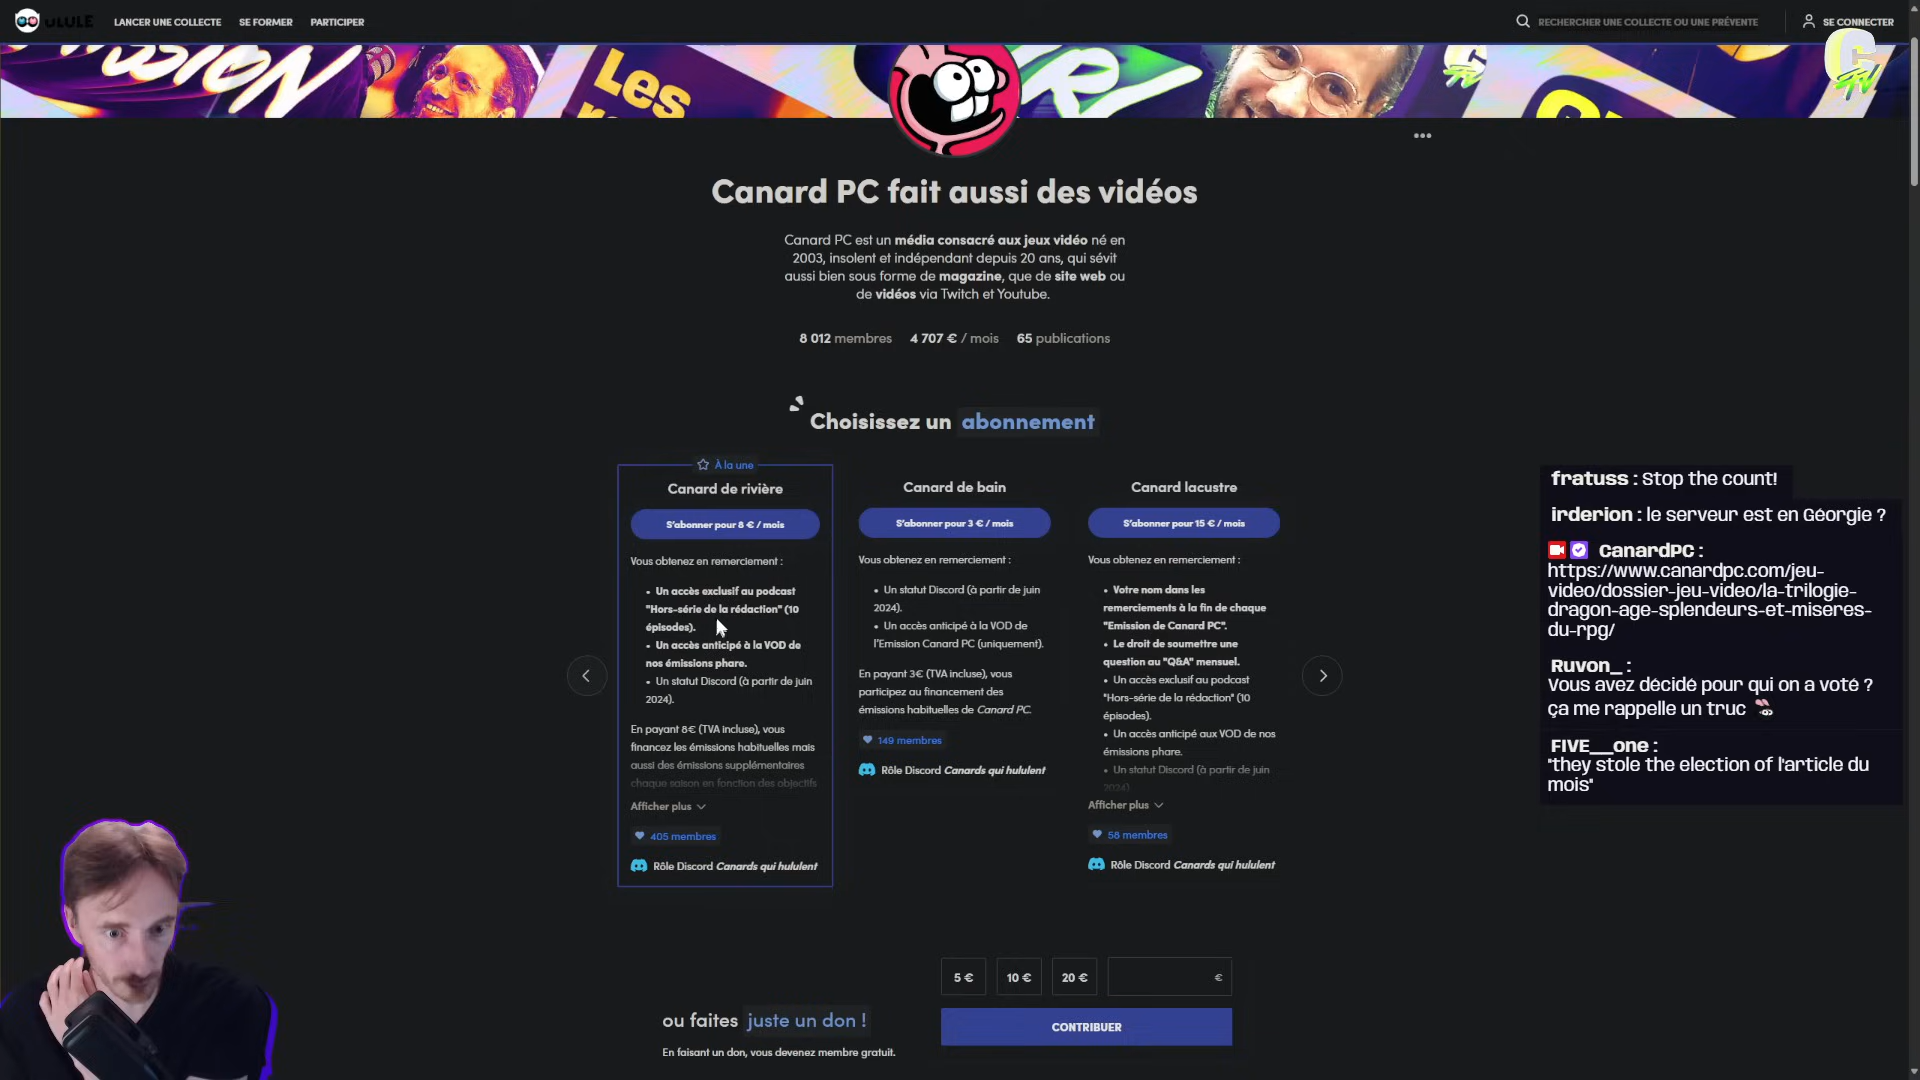 ULULE
LANCER UNE COLLECTE
SE FORMER
PARTICIPER
RECHERCHER UNE COLLECTE OU UNE PRÉVENTE
SE CONNECTER
Les
TV
Canard PC fait aussi des vidéos
Canard PC est un média consacré aux jeux vidéo né en
2003, insolent et indépendant depuis 20 ans, qui sévit
aussi bien sous forme de magazine, que de site web ou
de vidéos via Twitch et Youtube.
8 012 membres 4 707 € / mois 65 publications
Choisissez un abonnement
À la une
Canard de rivière
S'abonner pour 8 € / mois
Vous obtenez en remerciement :
• Un accès exclusif au podcast
"Hors-série de la rédaction" (10
épisodes).
• Un accès anticipé à la VOD de
nos émissions phare.
• Un statut Discord (à partir de juin
2024).
En payant 8€ (TVA incluse), vous
financez les émissions habituelles mais
aussi des émissions supplémentaires
chaque saison en fonction des objectifs
Afficher plus
405 membres
Rôle Discord Canards qui hululent
Canard de bain
S'abonner pour 3 € / mois
Vous obtenez en remerciement :
• Un statut Discord (à partir de juin
2024).
• Un accès anticipé à la VOD de
l'Emission Canard PC (uniquement).
En payant 3€ (TVA incluse), vous
participez au financement des
émissions habituelles de Canard PC.
149 membres
Rôle Discord Canards qui hululent
Canard lacustre
S'abonner pour 15 € / mois
Vous obtenez en remerciement :
• Votre nom dans les
remerciements à la fin de chaque
"Emission de Canard PC".
• Le droit de soumettre une
question au "Q&A" mensuel.
• Un accès exclusif au podcast
"Hors-série de la rédaction" (10
épisodes).
• Un accès anticipé aux VOD de nos
émissions phare.
• Un statut Discord (à partir de juin
2024)
Afficher plus
58 membres
Rôle Discord Canards qui hululent
ou faites juste un don !
En faisant un don, vous devenez membre gratuit.
5 €
10 €
20 €
€
CONTRIBUER
fratuss : Stop the count!
irderion : le serveur est en Géorgie ?
CanardPC :
https://www.canardpc.com/jeu-
video/dossier-jeu-video/la-trilogie-
dragon-age-splendeurs-et-miseres-
du-rpg/
Ruvon_ :
Vous avez décidé pour qui on a voté ?
ça me rappelle un truc
FIVE__one :
"they stole the election of l'article du
mois"